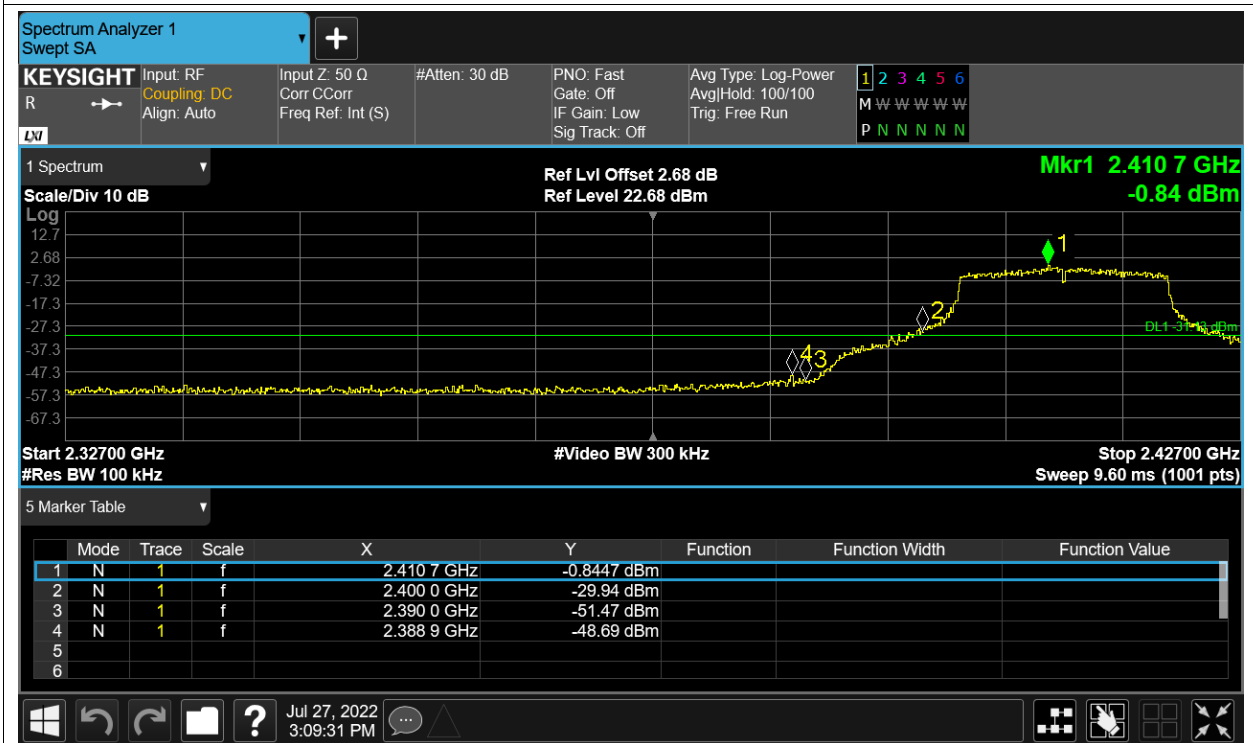 Spectrum Analyzer 1
Swept SA
KEYSIGHT Input: RF Input Z: 50 Ω #Atten: 30 dB PNO: Fast Avg Type: Log-Power 1 2 3 4 5 6
R Coupling: DC Corr CCorr Gate: Off Avg|Hold: 100/100 M W W W W W
Align: Auto Freq Ref: Int (S) IF Gain: Low Trig: Free Run
LXI Sig Track: Off P N N N N N
1 Spectrum Ref Lvl Offset 2.68 dB Mkr1 2.410 7 GHz
Scale/Div 10 dB Ref Level 22.68 dBm -0.84 dBm
Log
12.7
1
2.68
-7.32
-17.3
2
-27.3
DL1 -31.13 dBm
-37.3
43
-47.3
-57.3
-67.3
Start 2.32700 GHz #Video BW 300 kHz Stop 2.42700 GHz
#Res BW 100 kHz Sweep 9.60 ms (1001 pts)
5 Marker Table
Mode Trace Scale X Y Function Function Width Function Value
1 N 1 f 2.410 7 GHz -0.8447 dBm
2 N 1 f 2.400 0 GHz -29.94 dBm
3 N 1 f 2.390 0 GHz -51.47 dBm
4 N 1 f 2.388 9 GHz -48.69 dBm
5
6
? Jul 27, 2022
3:09:31 PM